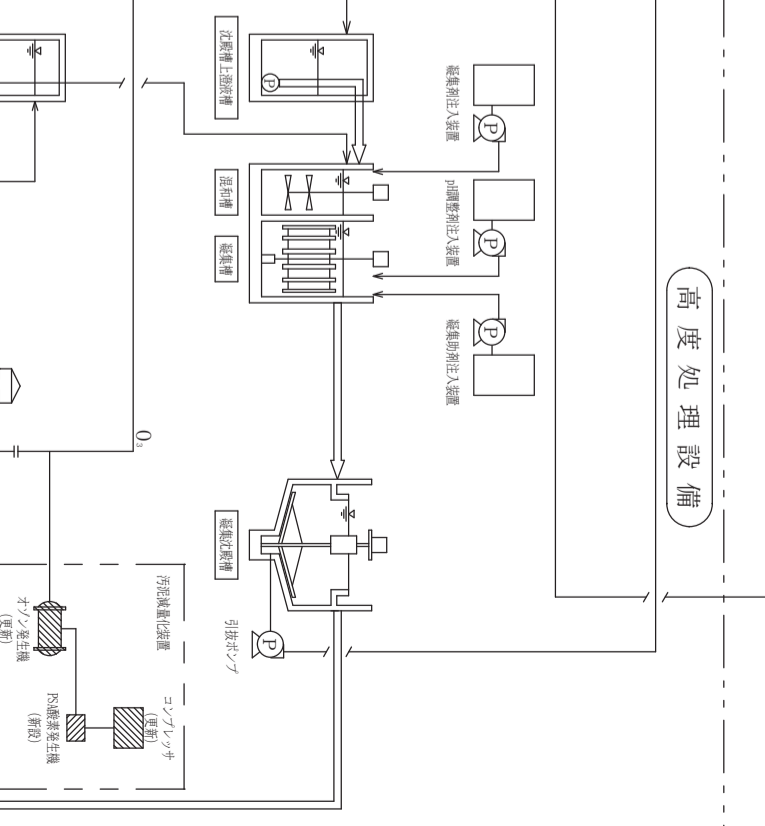 高度処理設備
凝集剤注入装置
pH調整剤注入装置
凝集助剤注入装置
P
P
P
沈殿槽上澄液槽
P
混和槽
凝集槽
凝集沈殿槽
引抜ポンプ
P
O₃
汚泥減量化装置
コンプレッサ
(更新)
PSA酸素発生機
(新設)
オゾン発生機
(更新)